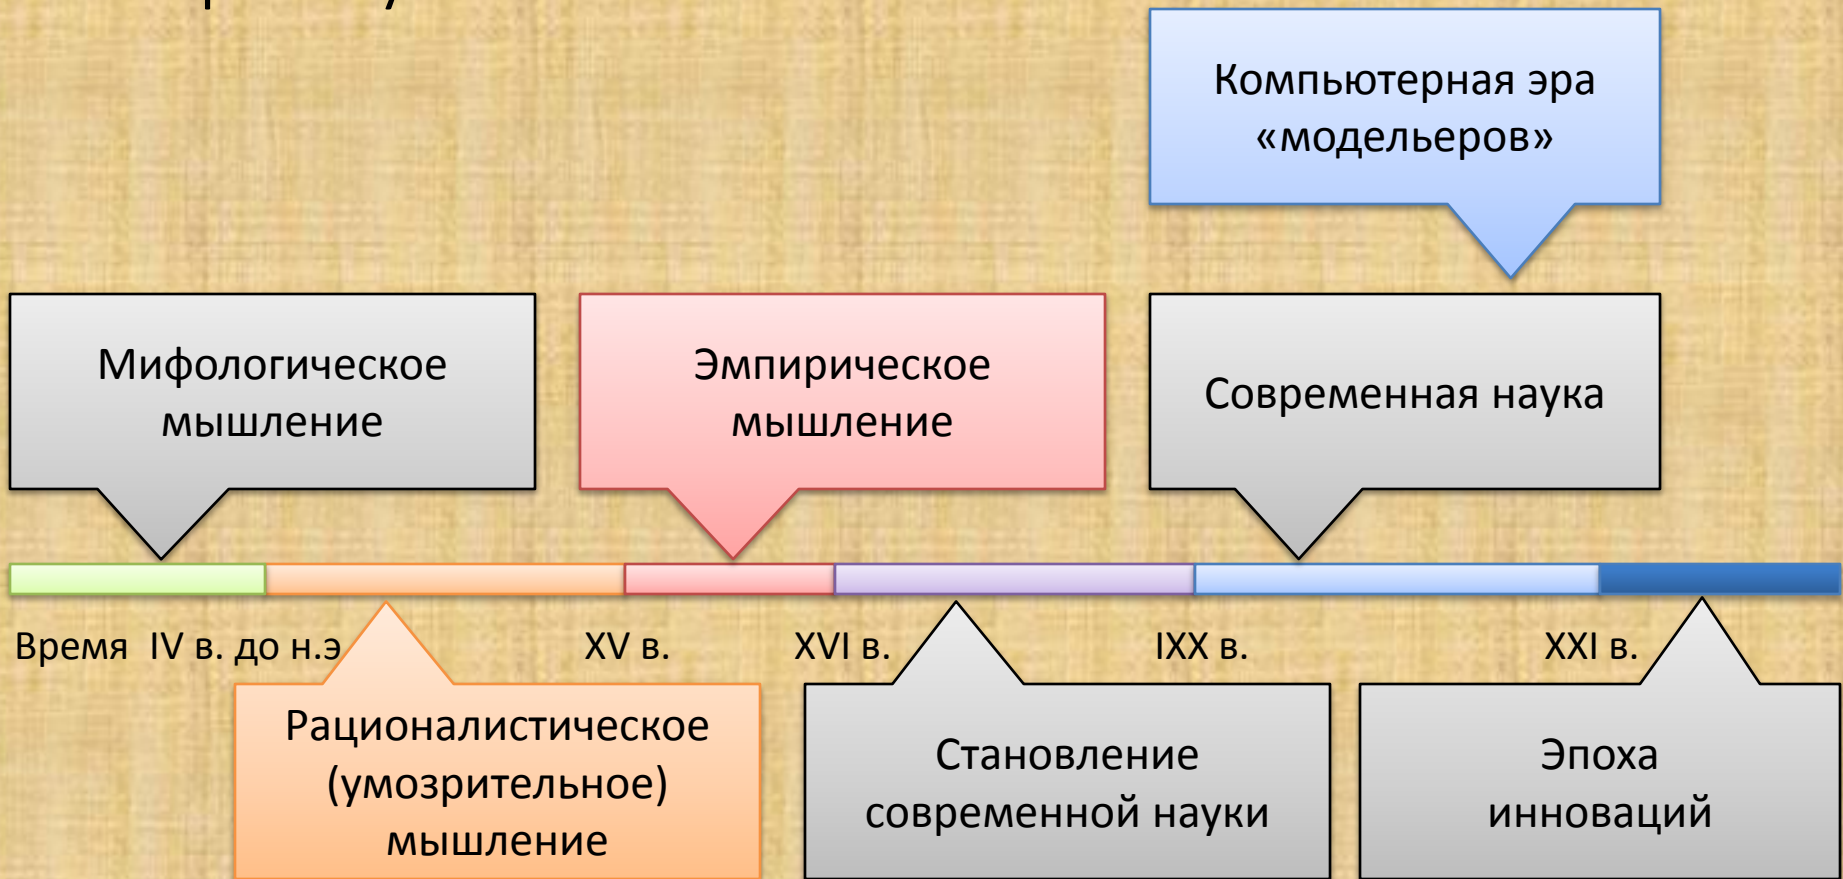 Компьютерная эра
«модельеров»
Мифологическое
мышление
Эмпирическое
мышление
Современная наука
Время IV в. до н.э
XV в.
XVI в.
IXX в.
XXI в.
Рационалистическое
(умозрительное)
мышление
Становление
современной науки
Эпоха
инноваций